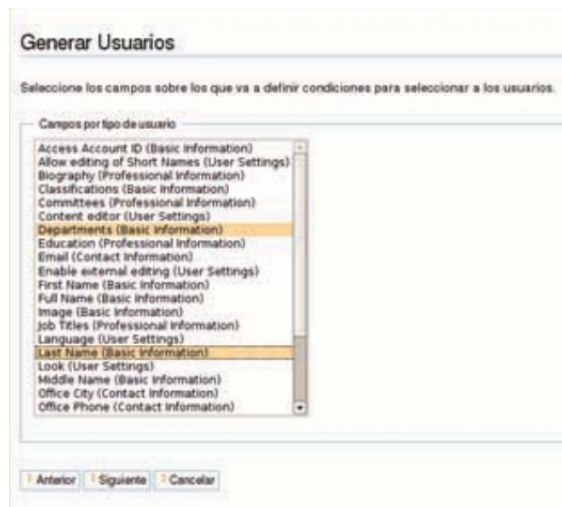 Generar Usuarios
Seleccione los campos sobre los que va a definir condiciones para seleccionar a los usuarios.
Campos por tipo de usuario
Access Account ID (Basic Information)
Allow editing of Short Names (User Settings)
Biography (Professional Information)
Classifications (Basic Information)
Committees (Professional Information)
Content editor (User Settings)
Departments (Basic Information)
Education (Professional Information)
Email (Contact Information)
Enable external editing (User Settings)
First Name (Basic Information)
Full Name (Basic Information)
Image (Basic Information)
Job Titles (Professional Information)
Language (User Settings)
Last Name (Basic Information)
Look (User Settings)
Middle Name (Basic Information)
Office City (Contact Information)
Office Phone (Contact Information)
Anterior Siguiente Cancelar